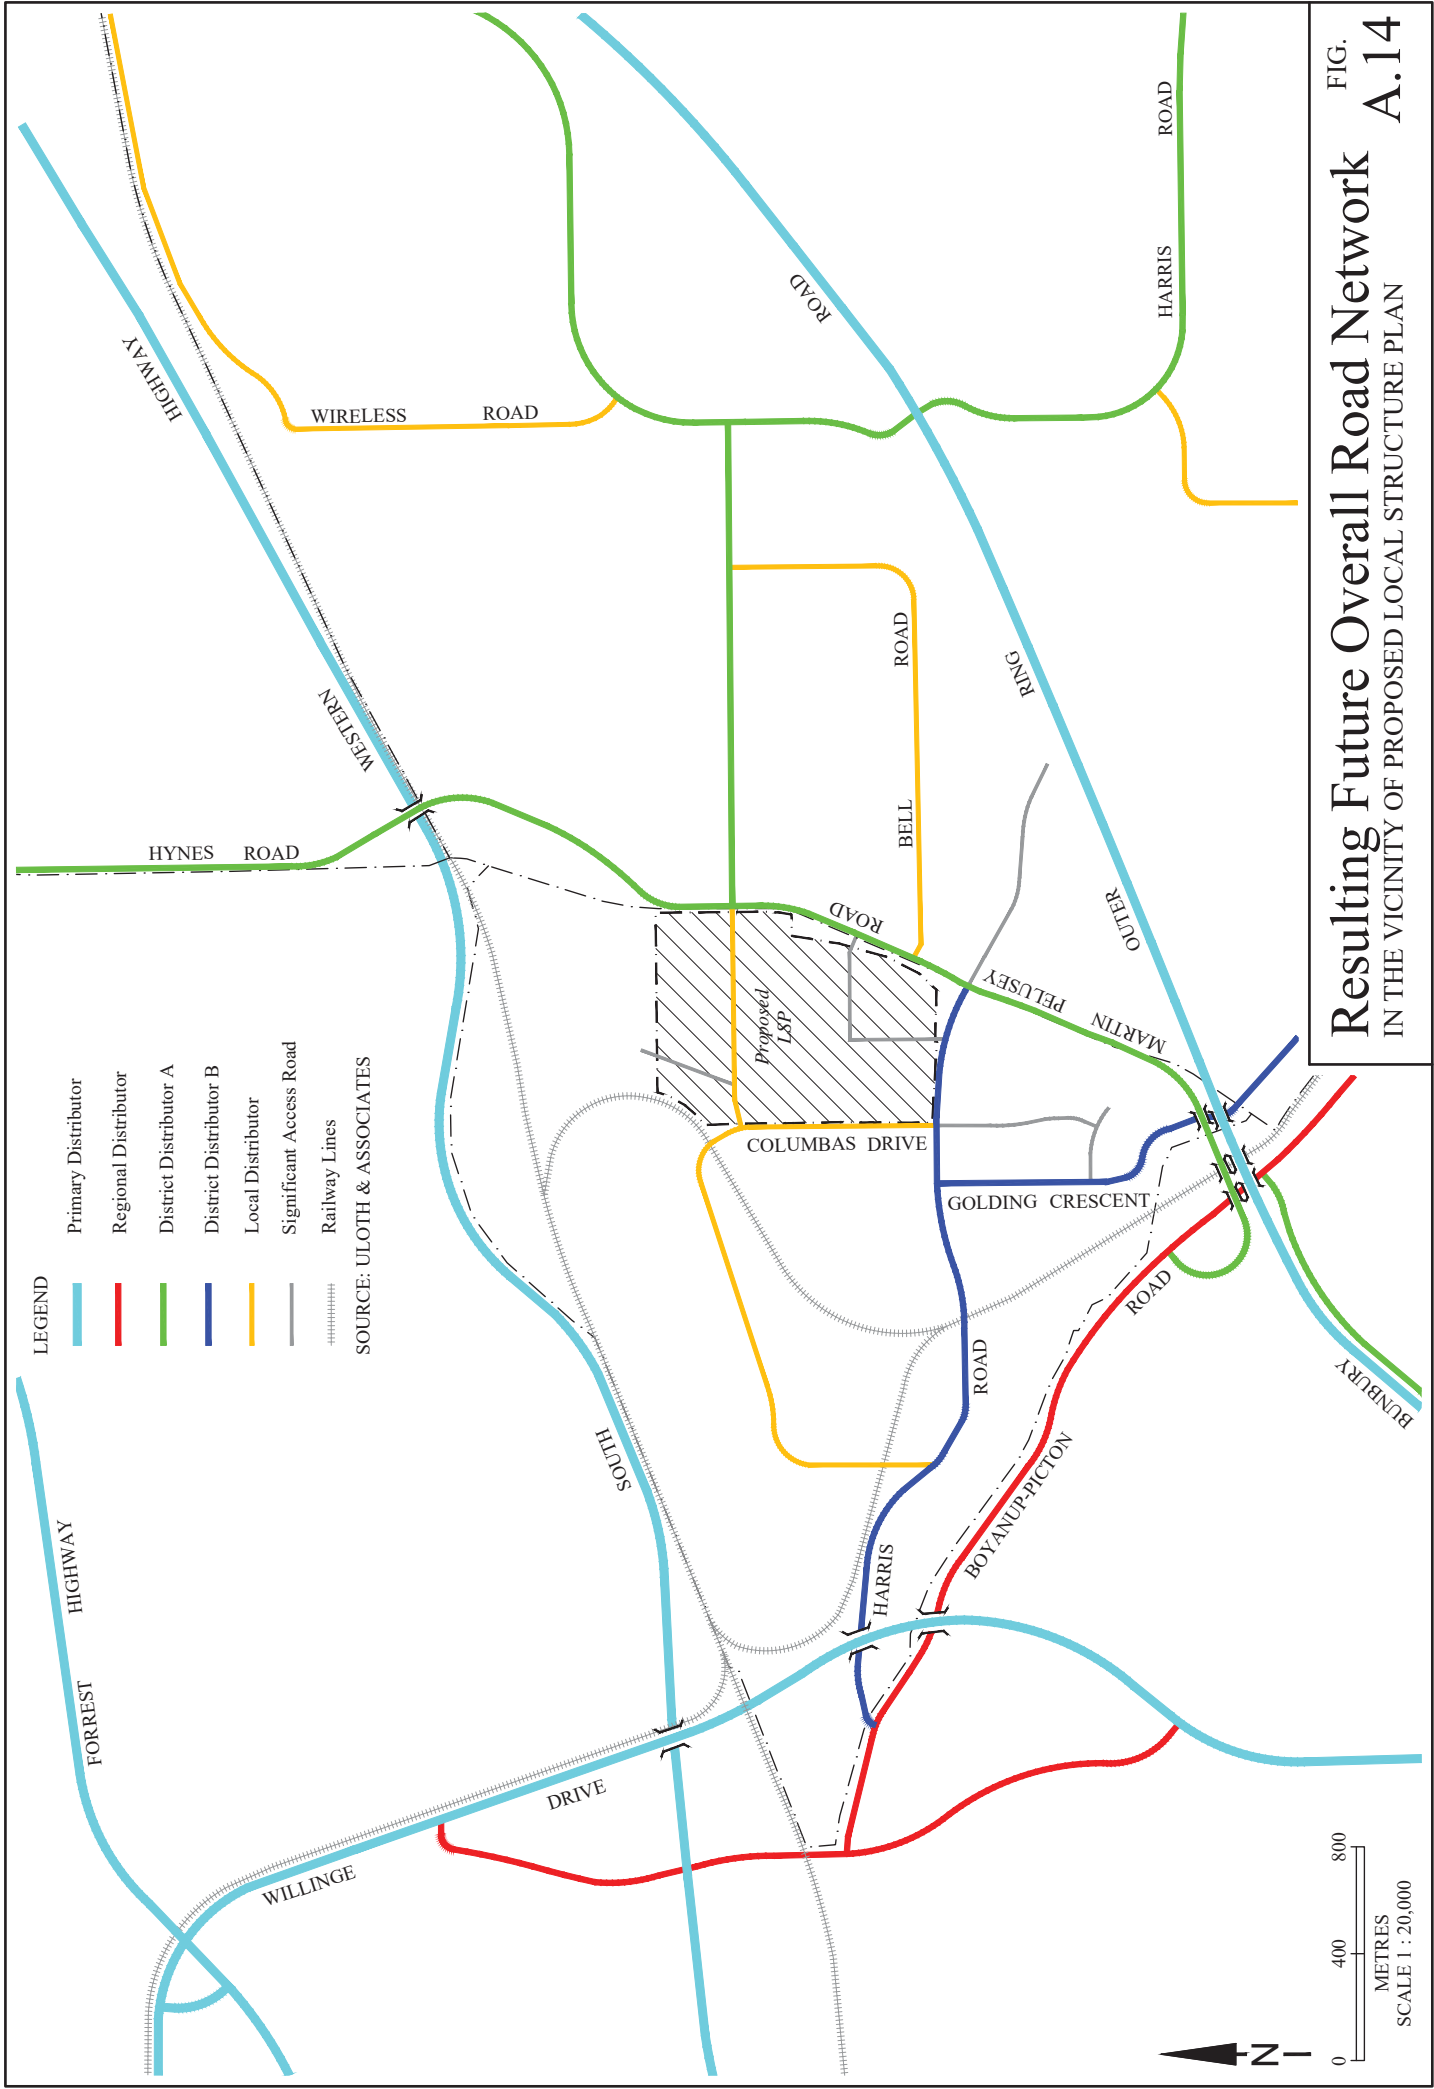 LEGEND
Primary Distributor
Regional Distributor
District Distributor A
District Distributor B
Local Distributor
Significant Access Road
Railway Lines
SOURCE: ULOTH & ASSOCIATES
FORREST HIGHWAY
WILLINGE DRIVE
SOUTH WESTERN HIGHWAY
HYNES ROAD
WIRELESS ROAD
Proposed
LSP
COLUMBAS DRIVE
GOLDING CRESCENT
HARRIS ROAD
BOYANUP-PICTON ROAD
MARTIN PELUSEY ROAD
BELL ROAD
BUNBURY OUTER RING ROAD
HARRIS ROAD
0 400 800
METRES
SCALE 1 : 20,000
N
Resulting Future Overall Road Network
IN THE VICINITY OF PROPOSED LOCAL STRUCTURE PLAN
FIG.
A.14